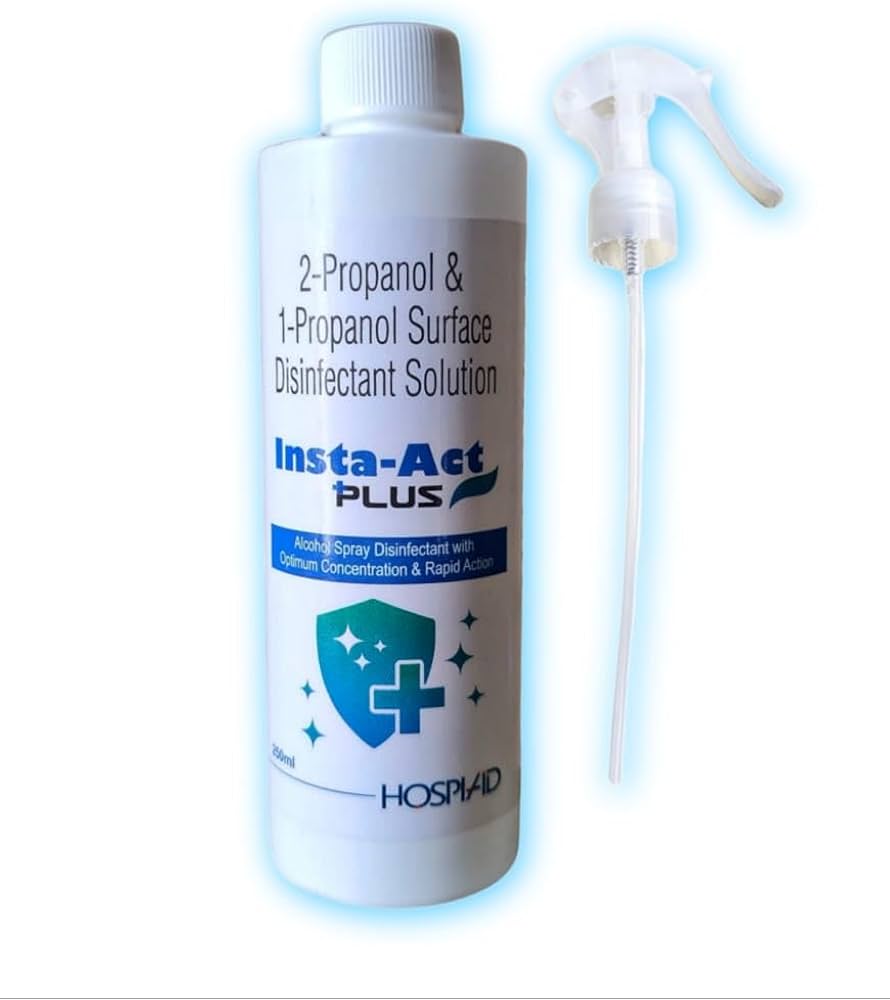 2-Propanol &
1-Propanol Surface
Disinfectant Solution
Insta-Act
PLUS
Alcohol Spray Disinfectant with
Optimum Concentration & Rapid Action
250ml
HOSPIAID